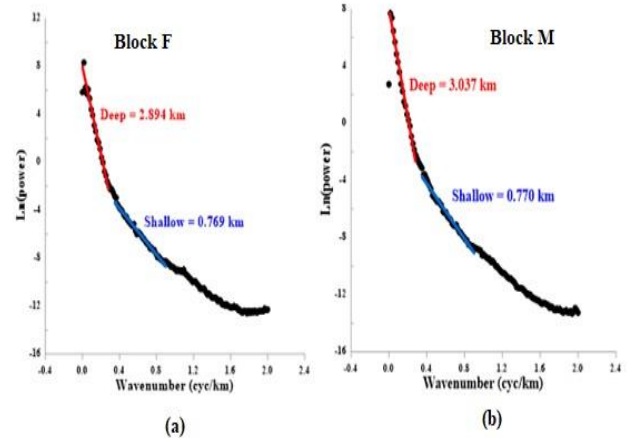 Block F
12
8
4
0
-4
-8
-12
-16
Ln(power)
Deep = 2.894 km
Shallow = 0.769 km
-0.4
0.0
0.4
0.8
1.2
1.6
2.0
2.4
Wavenumber (cyc/km)
(a)
Block M
8
4
0
-4
-8
-12
-16
Ln(power)
Deep = 3.037 km
Shallow = 0.770 km
-0.4
0.0
0.4
0.8
1.2
1.6
2.0
2.4
Wavenumber (cyc/km)
(b)